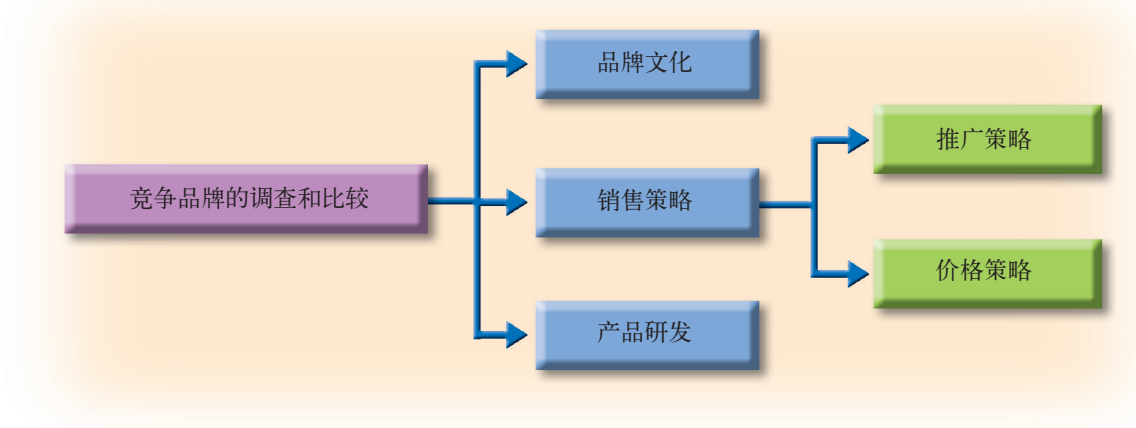 竞争品牌的调查和比较
品牌文化
销售策略
产品研发
推广策略
价格策略